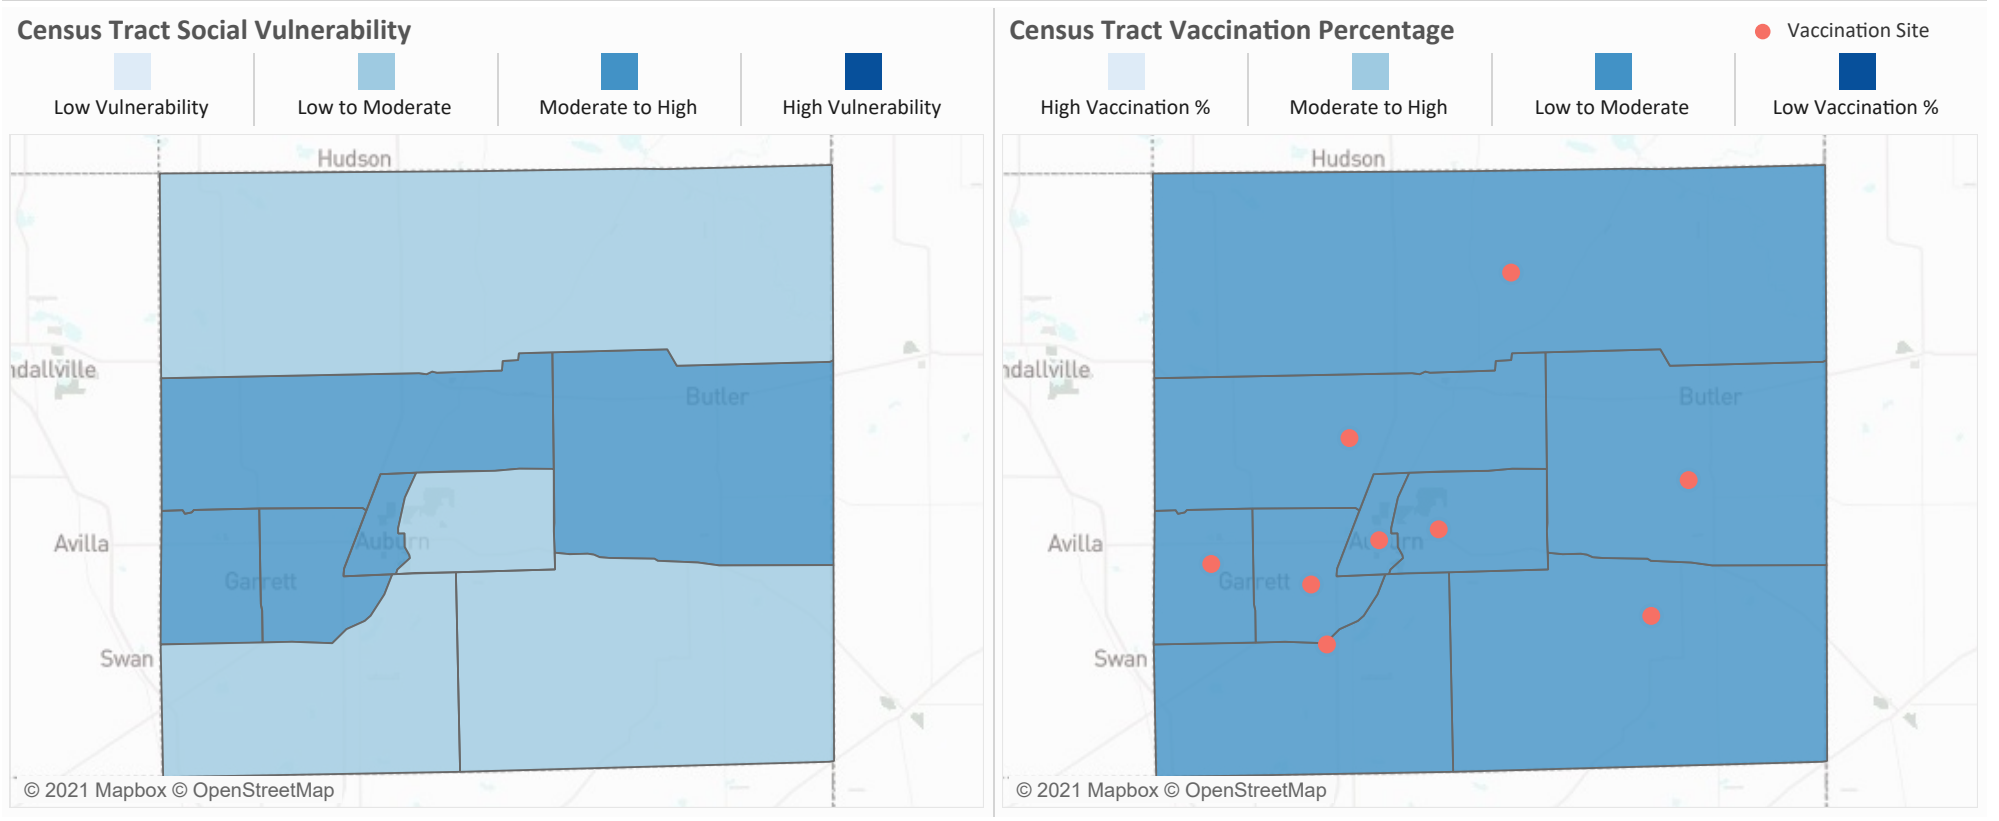 Census Tract Social Vulnerability
Low Vulnerability
Low to Moderate
Moderate to High
High Vulnerability
Hudson
ndallville
Butler
Avilla
Auburn
Garrett
Swan
© 2021 Mapbox © OpenStreetMap
Census Tract Vaccination Percentage
Vaccination Site
High Vaccination %
Moderate to High
Low to Moderate
Low Vaccination %
Hudson
ndallville
Butler
Avilla
Auburn
Garrett
Swan
© 2021 Mapbox © OpenStreetMap